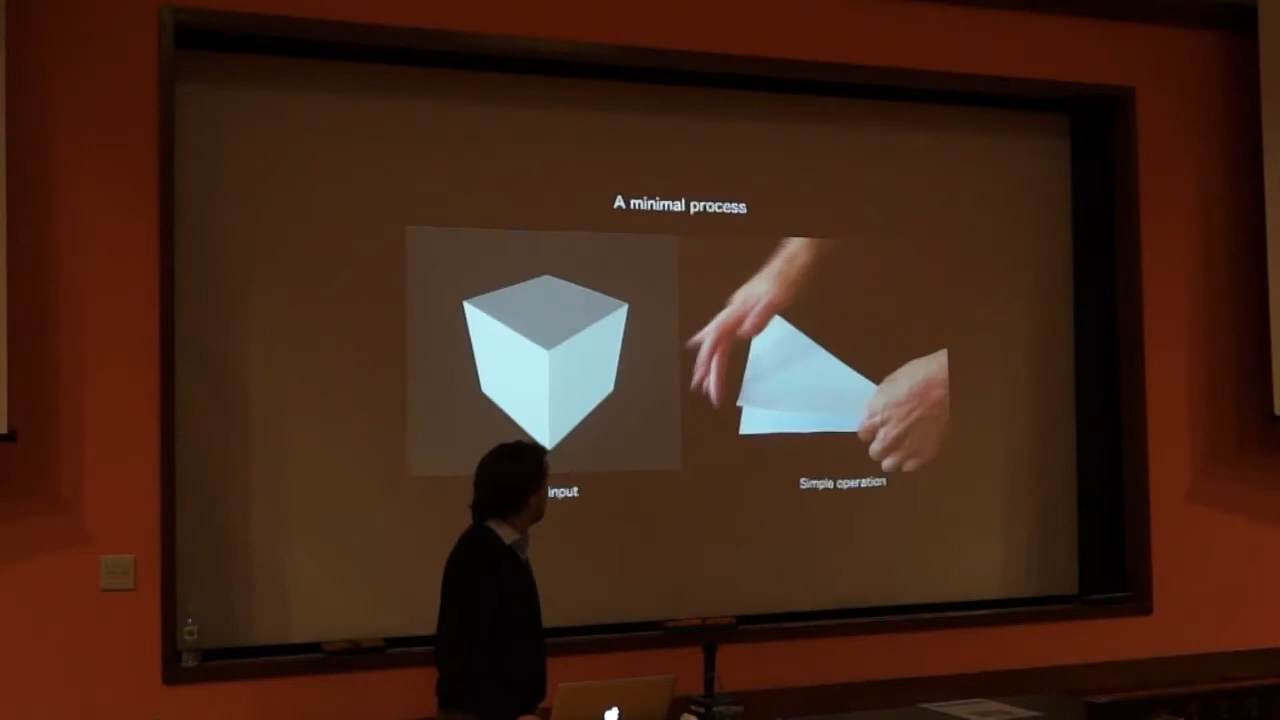 A minimal process
input
Simple operation